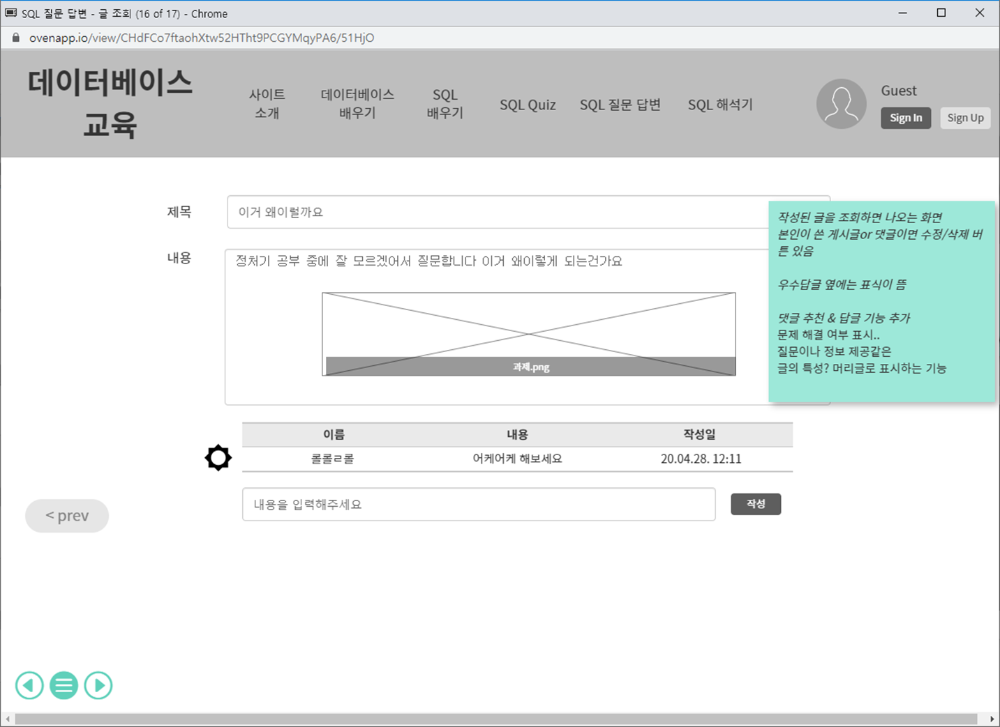 SQL 질문 답변 - 글 조회 (16 of 17) - Chrome
ovenapp.io/view/CHdFCo7ftaohXtw52HTht9PCGYMqyPA6/51HjO
데이터베이스
교육
사이트
소개
데이터베이스
배우기
SQL
배우기
SQL Quiz
SQL 질문 답변
SQL 해석기
Guest
Sign In
Sign Up
제목
이거 왜이럴까요
내용
정처기 공부 중에 잘 모르겠어서 질문합니다 이거 왜이렇게 되는건가요
과제.png
작성된 글을 조회하면 나오는 화면
본인이 쓴 게시글or 댓글이면 수정/삭제 버
튼 있음
우수답글 옆에는 표식이 뜸
댓글 추천 & 답글 기능 추가
문제 해결 여부 표시..
질문이나 정보 제공같은
글의 특성? 머리글로 표시하는 기능
이름 내용 작성일
롤롤ㄹ롤 어케어케 해보세요 20.04.28. 12:11
내용을 입력해주세요
작성
< prev